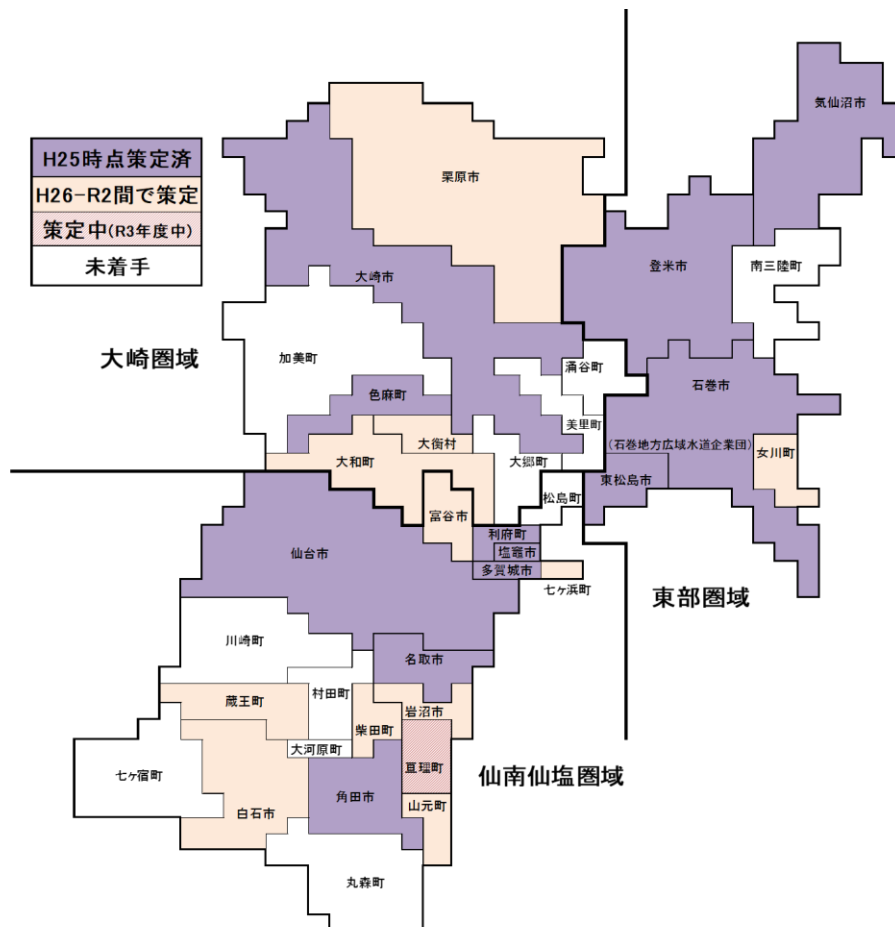 気仙沼市
H25時点策定済
H26-R2間で策定
策定中(R3年度中)
未着手
栗原市
登米市
南三陸町
大崎市
大崎圏域
加美町
涌谷町
石巻市
色麻町
美里町
(石巻地方広域水道企業団)
女川町
大衡村
大和町
大郷町
東松島市
松島町
富谷市
利府町
仙台市
塩竈市
多賀城市
七ヶ浜町
東部圏域
川崎町
名取市
蔵王町
村田町
岩沼市
柴田町
大河原町
亘理町
七ヶ宿町
仙南仙塩圏域
角田市
山元町
白石市
丸森町